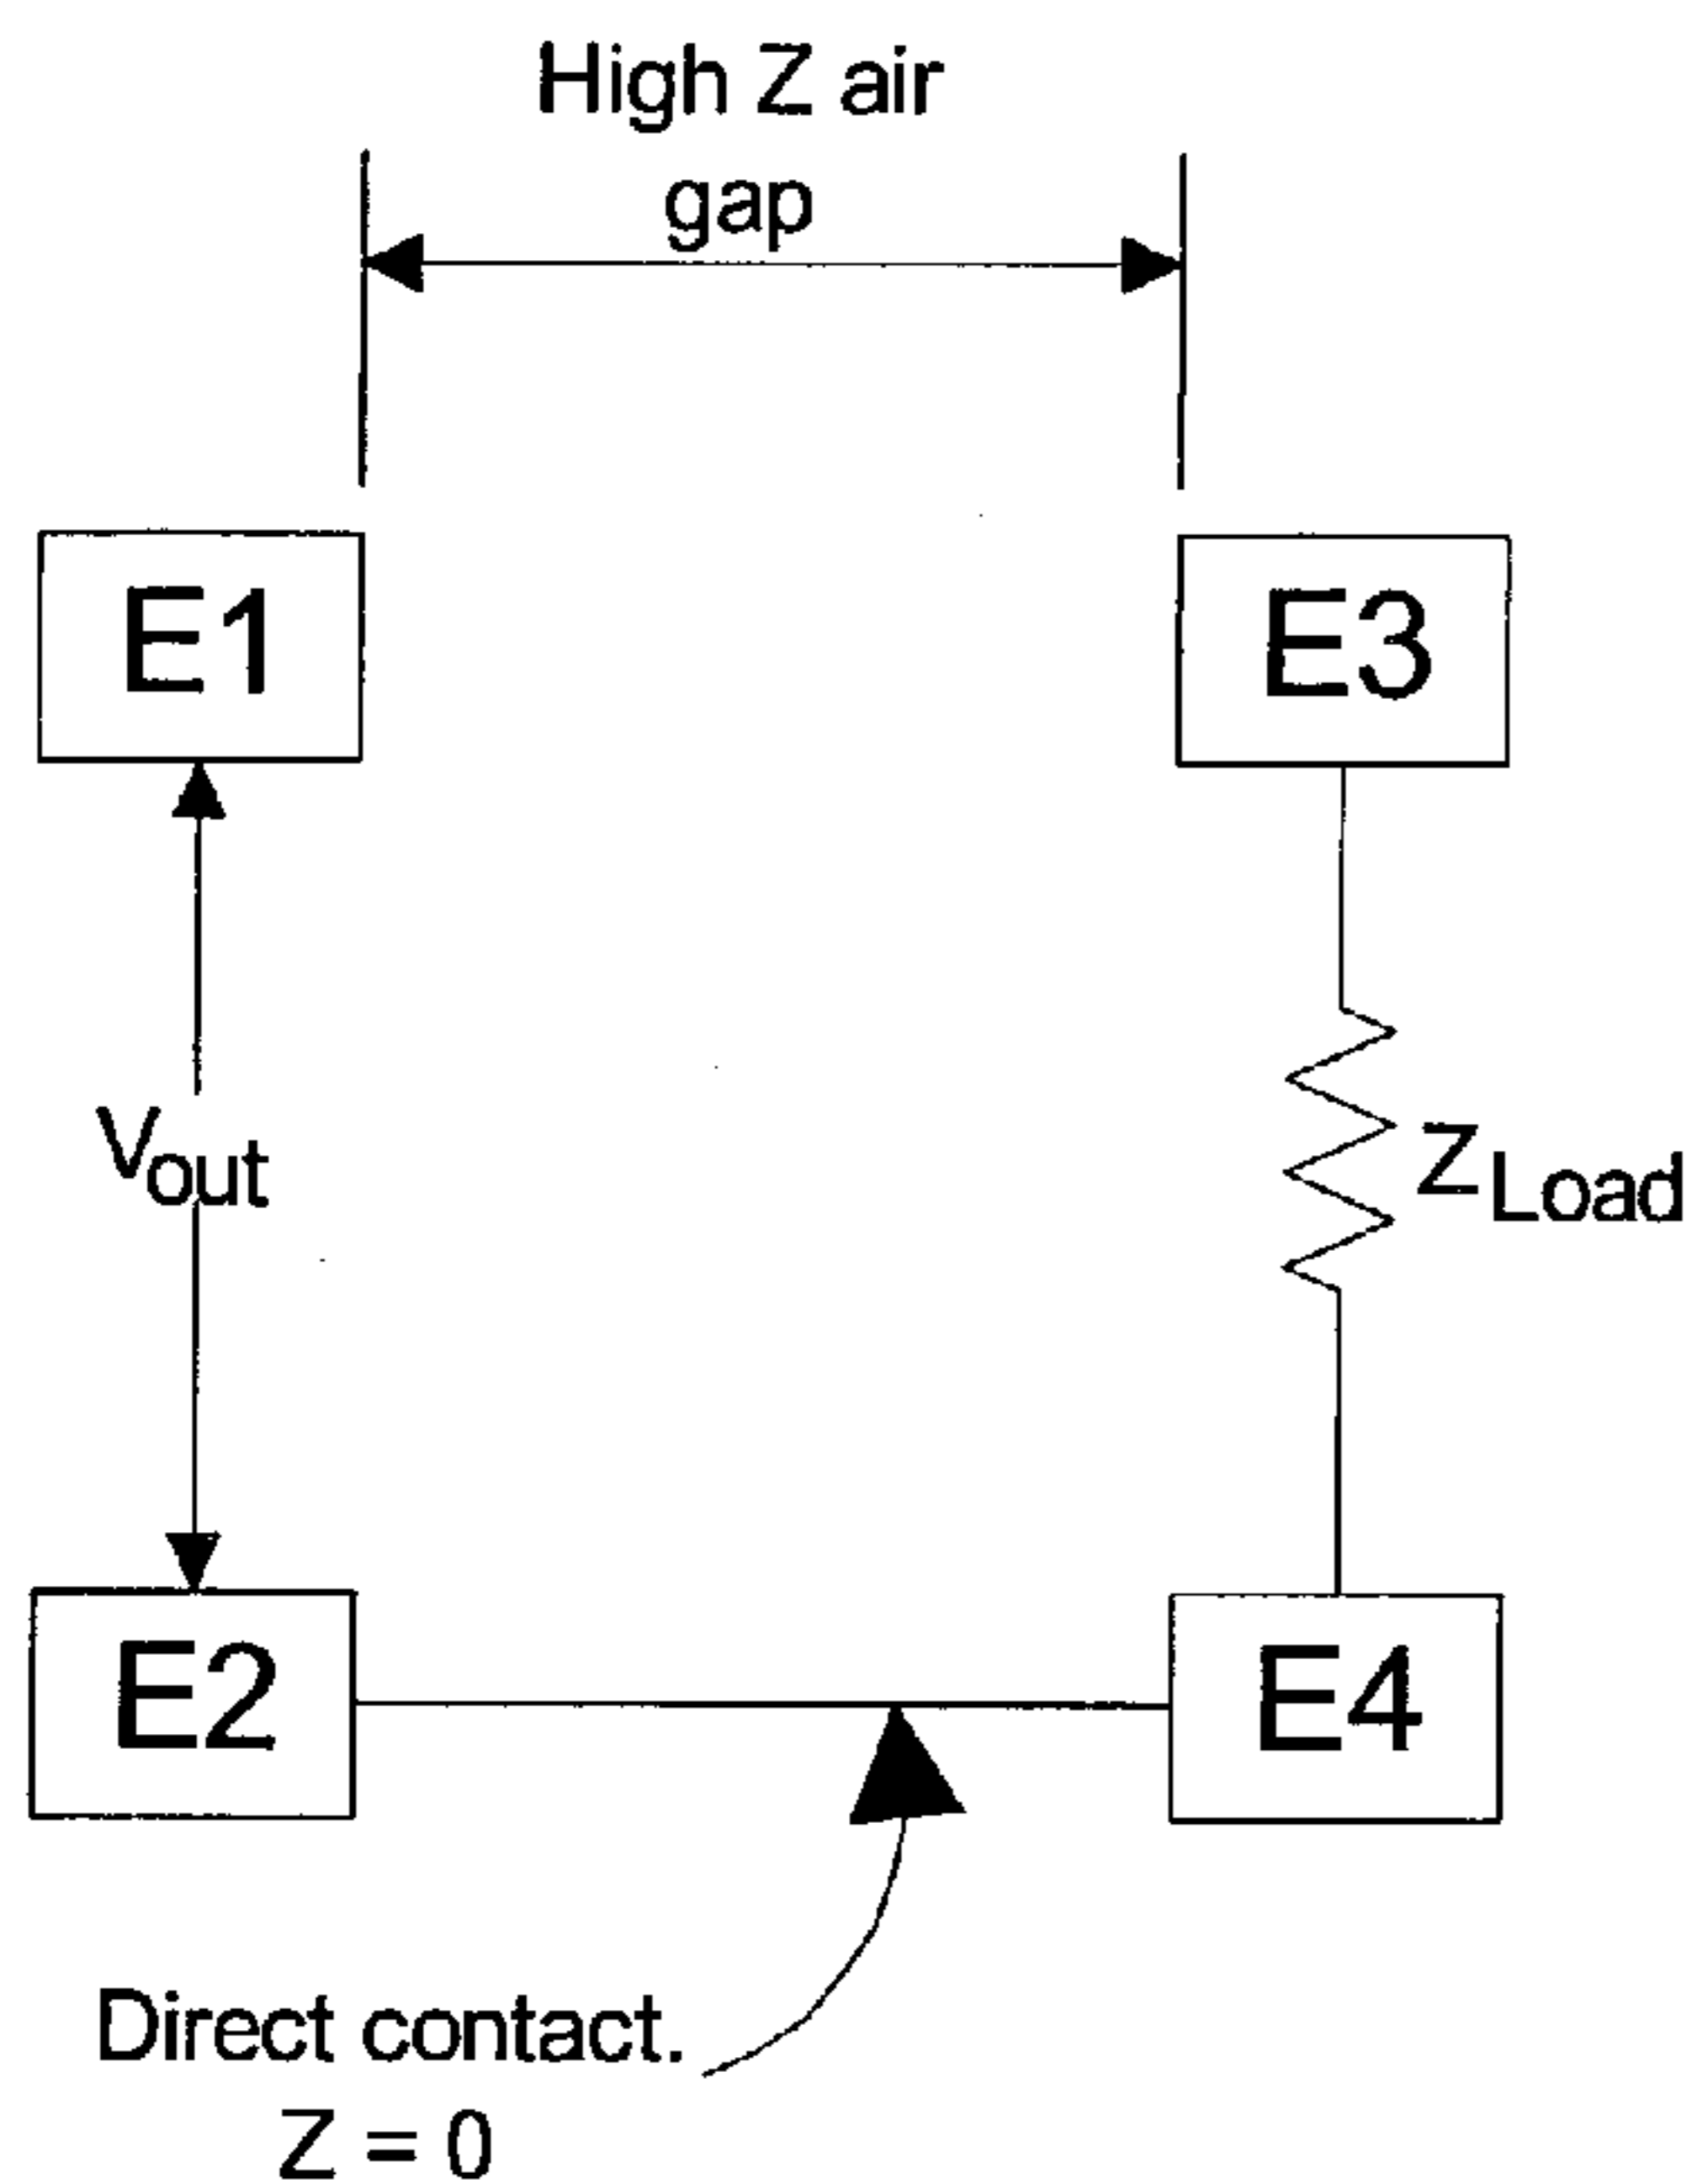 High Z air
gap
E1
E3
Vout
ZLoad
E2
E4
Direct contact.
Z = 0